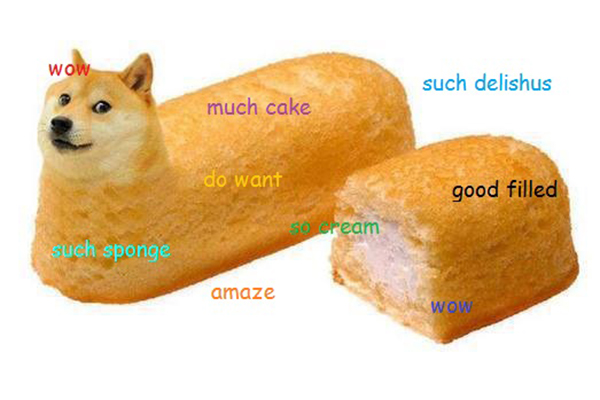 wow
such delishus
much cake
do want
good filled
so cream
such sponge
amaze
wow